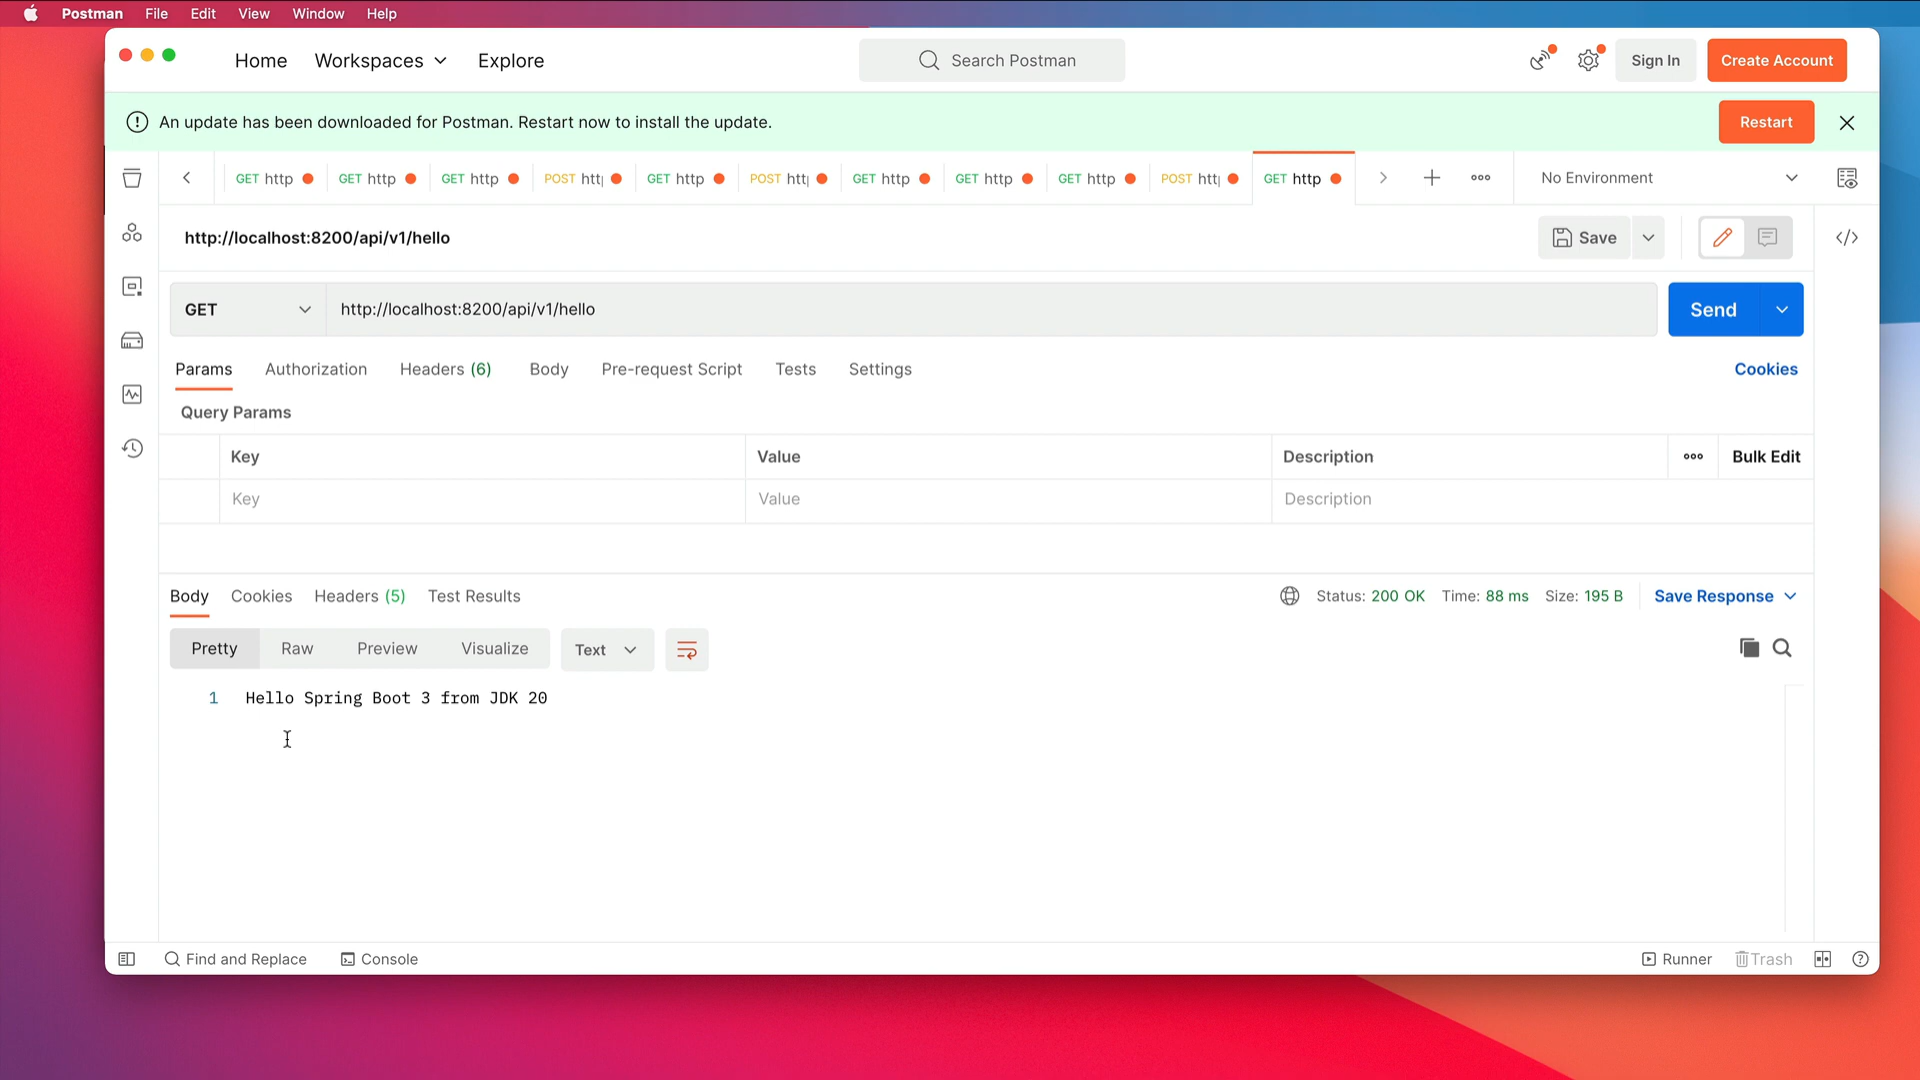 Postman File Edit View Window Help
Home Workspaces Explore Search Postman Sign In Create Account
An update has been downloaded for Postman. Restart now to install the update. Restart
GET http GET http GET http POST htt GET http POST htt GET http GET http GET http POST htt GET http No Environment
http://localhost:8200/api/v1/hello Save
GET http://localhost:8200/api/v1/hello Send
Params Authorization Headers (6) Body Pre-request Script Tests Settings Cookies
Query Params
Key Value Description Bulk Edit
Key Value Description
Body Cookies Headers (5) Test Results Status: 200 OK Time: 88 ms Size: 195 B Save Response
Pretty Raw Preview Visualize Text
1 Hello Spring Boot 3 from JDK 20
Find and Replace Console Runner Trash